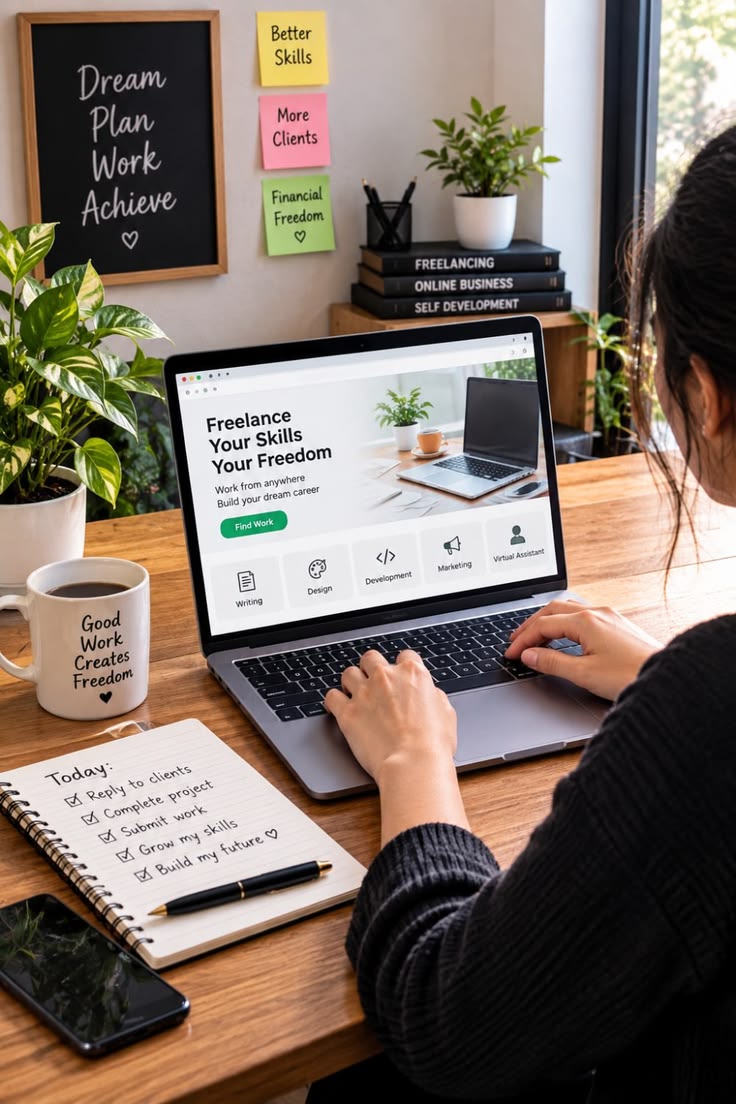 Dream
Plan
Work
Achieve
Better
Skills
More
Clients
Financial
Freedom
FREELANCING
ONLINE BUSINESS
SELF DEVELOPMENT
Freelance
Your Skills
Your Freedom
Work from anywhere
Build your dream career
Find Work
Writing
Design
Development
Marketing
Virtual Assistant
Good
Work
Creates
Freedom
Today:
Reply to clients
Complete project
Submit work
Grow my skills
Build my future